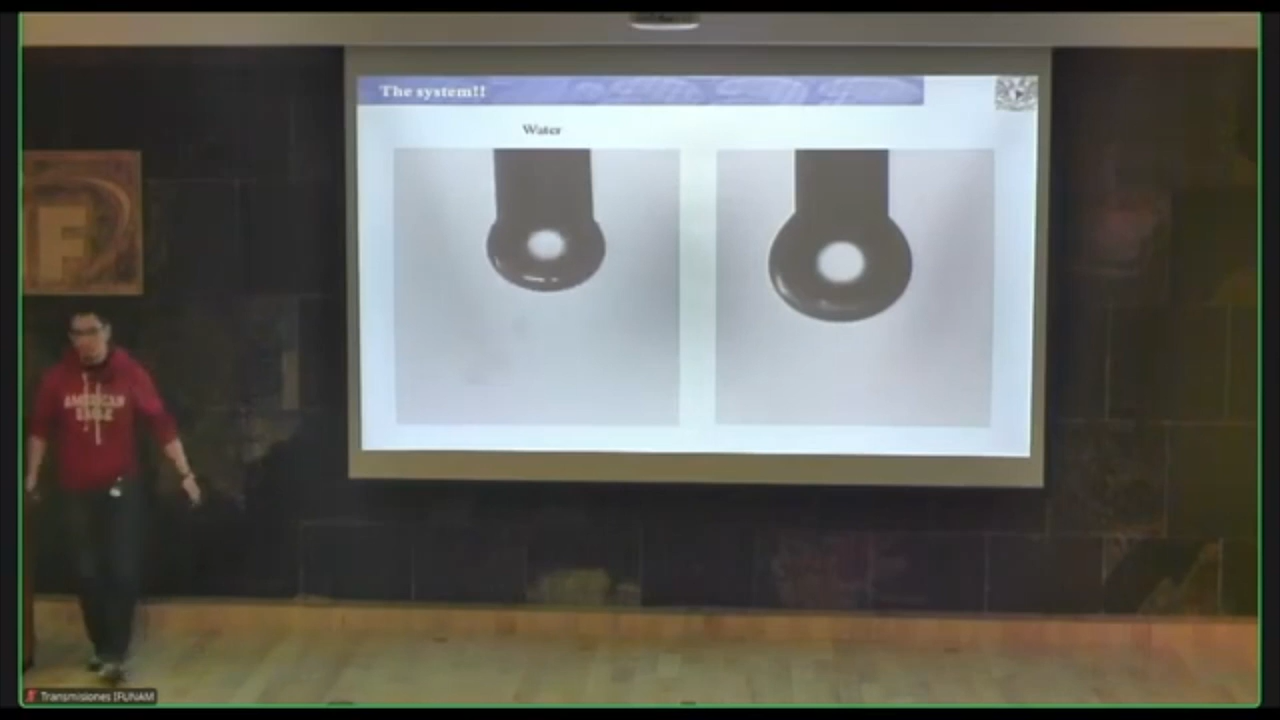 The system!!
Water
F
AMERICAN
EAGLE
Transmisiones IFUNAM